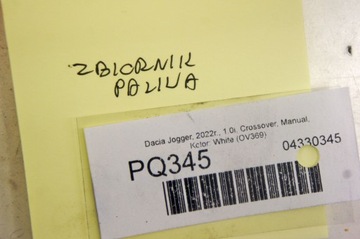 ZBIORNIK
PALIWA
Dacia Jogger, 2022r., 1.0i, Crossover, Manual,
Kolor: White (OV369)
PQ345
04330345